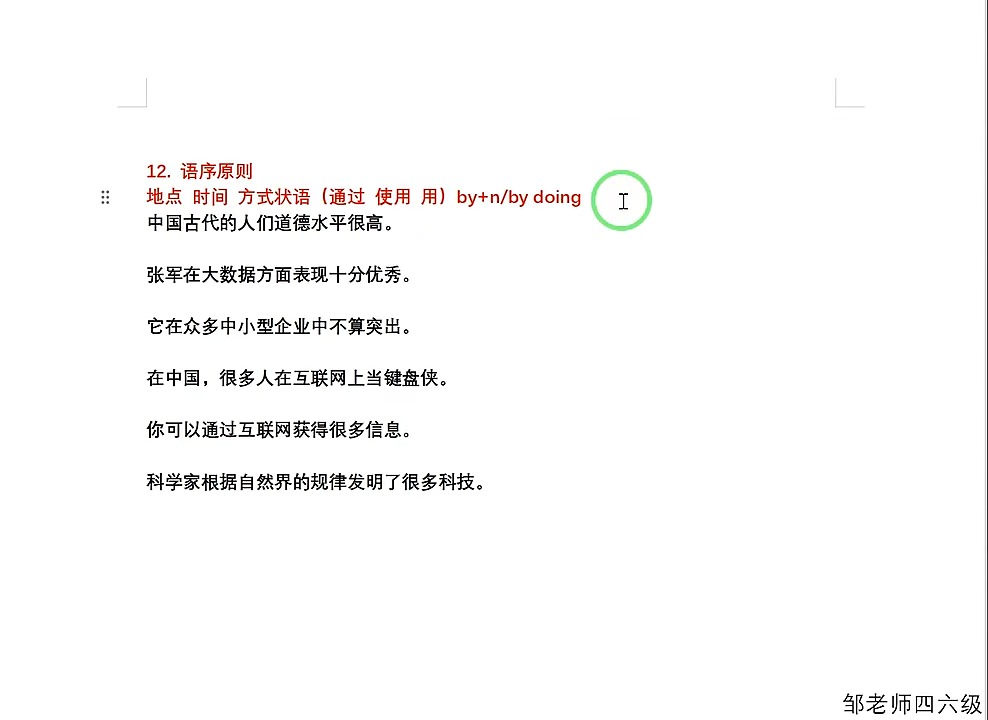 12. 语序原则
地点 时间 方式状语（通过 使用 用）by+n/by doing
中国古代的人们道德水平很高。
张军在大数据方面表现十分优秀。
它在众多中小型企业中不算突出。
在中国，很多人在互联网上当键盘侠。
你可以通过互联网获得很多信息。
科学家根据自然界的规律发明了很多科技。
邹老师四六级